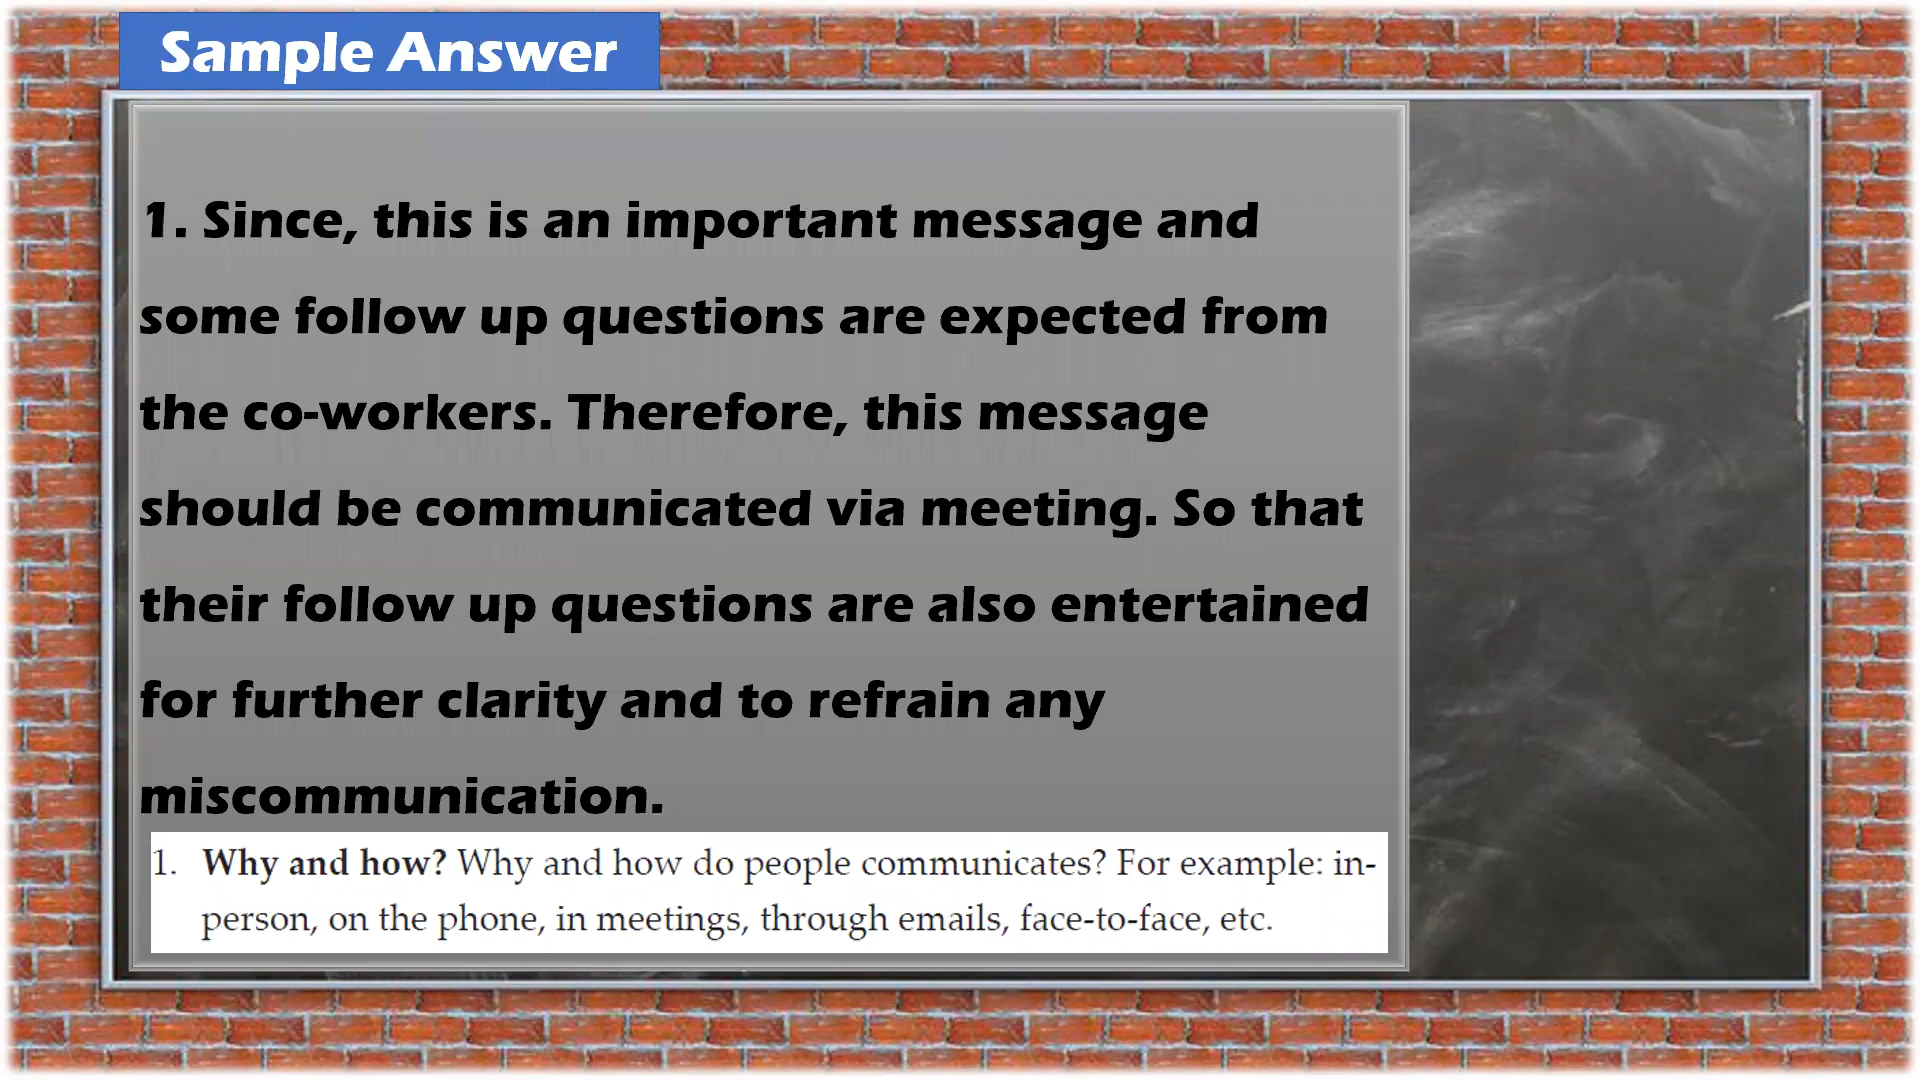 Sample Answer
1. Since, this is an important message and
some follow up questions are expected from
the co-workers. Therefore, this message
should be communicated via meeting. So that
their follow up questions are also entertained
for further clarity and to refrain any
miscommunication.
1. Why and how? Why and how do people communicates? For example: in-
person, on the phone, in meetings, through emails, face-to-face, etc.